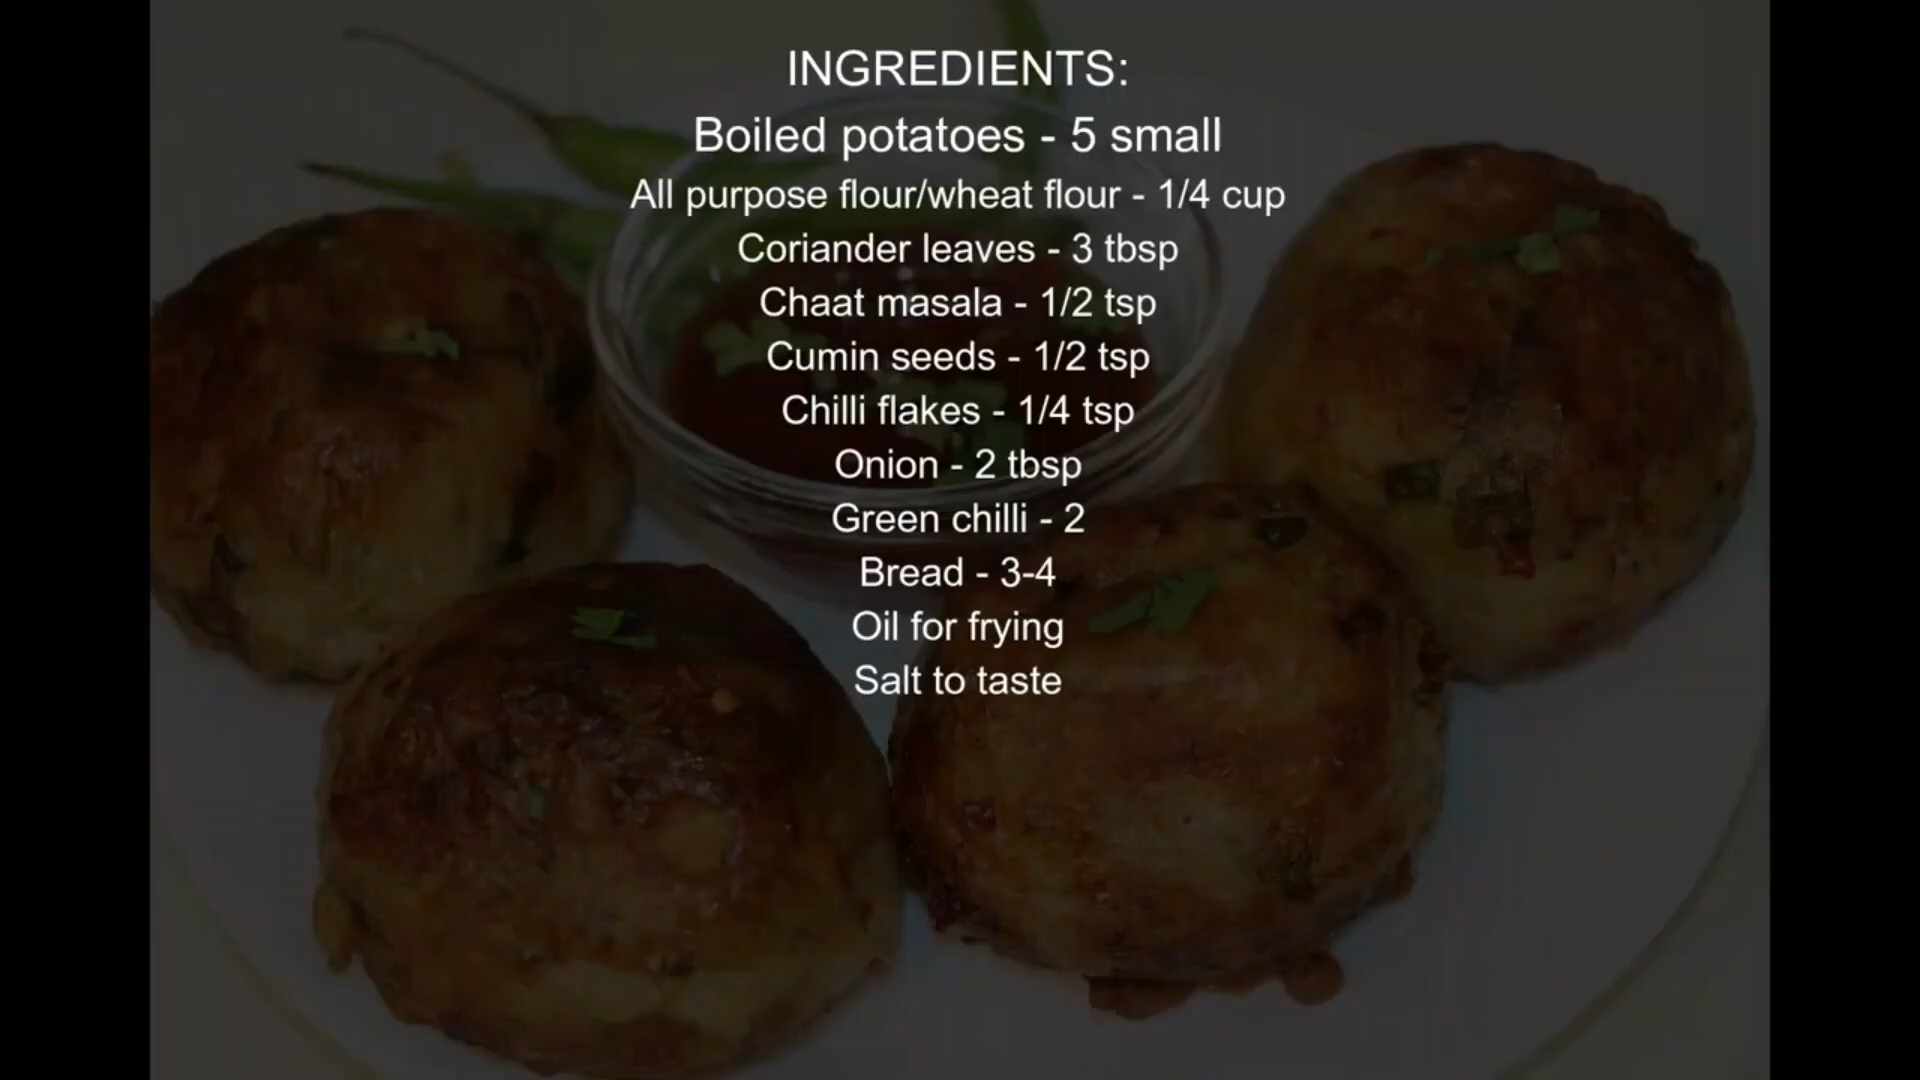 INGREDIENTS:
Boiled potatoes - 5 small
All purpose flour/wheat flour - 1/4 cup
Coriander leaves - 3 tbsp
Chaat masala - 1/2 tsp
Cumin seeds - 1/2 tsp
Chilli flakes - 1/4 tsp
Onion - 2 tbsp
Green chilli - 2
Bread - 3-4
Oil for frying
Salt to taste